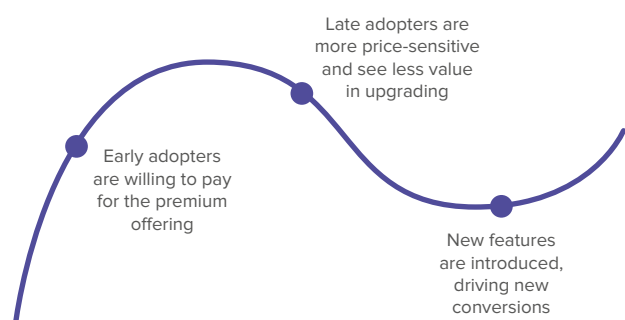 Late adopters are
more price-sensitive
and see less value
in upgrading
Early adopters
are willing to pay
for the premium
offering
New features
are introduced,
driving new
conversions